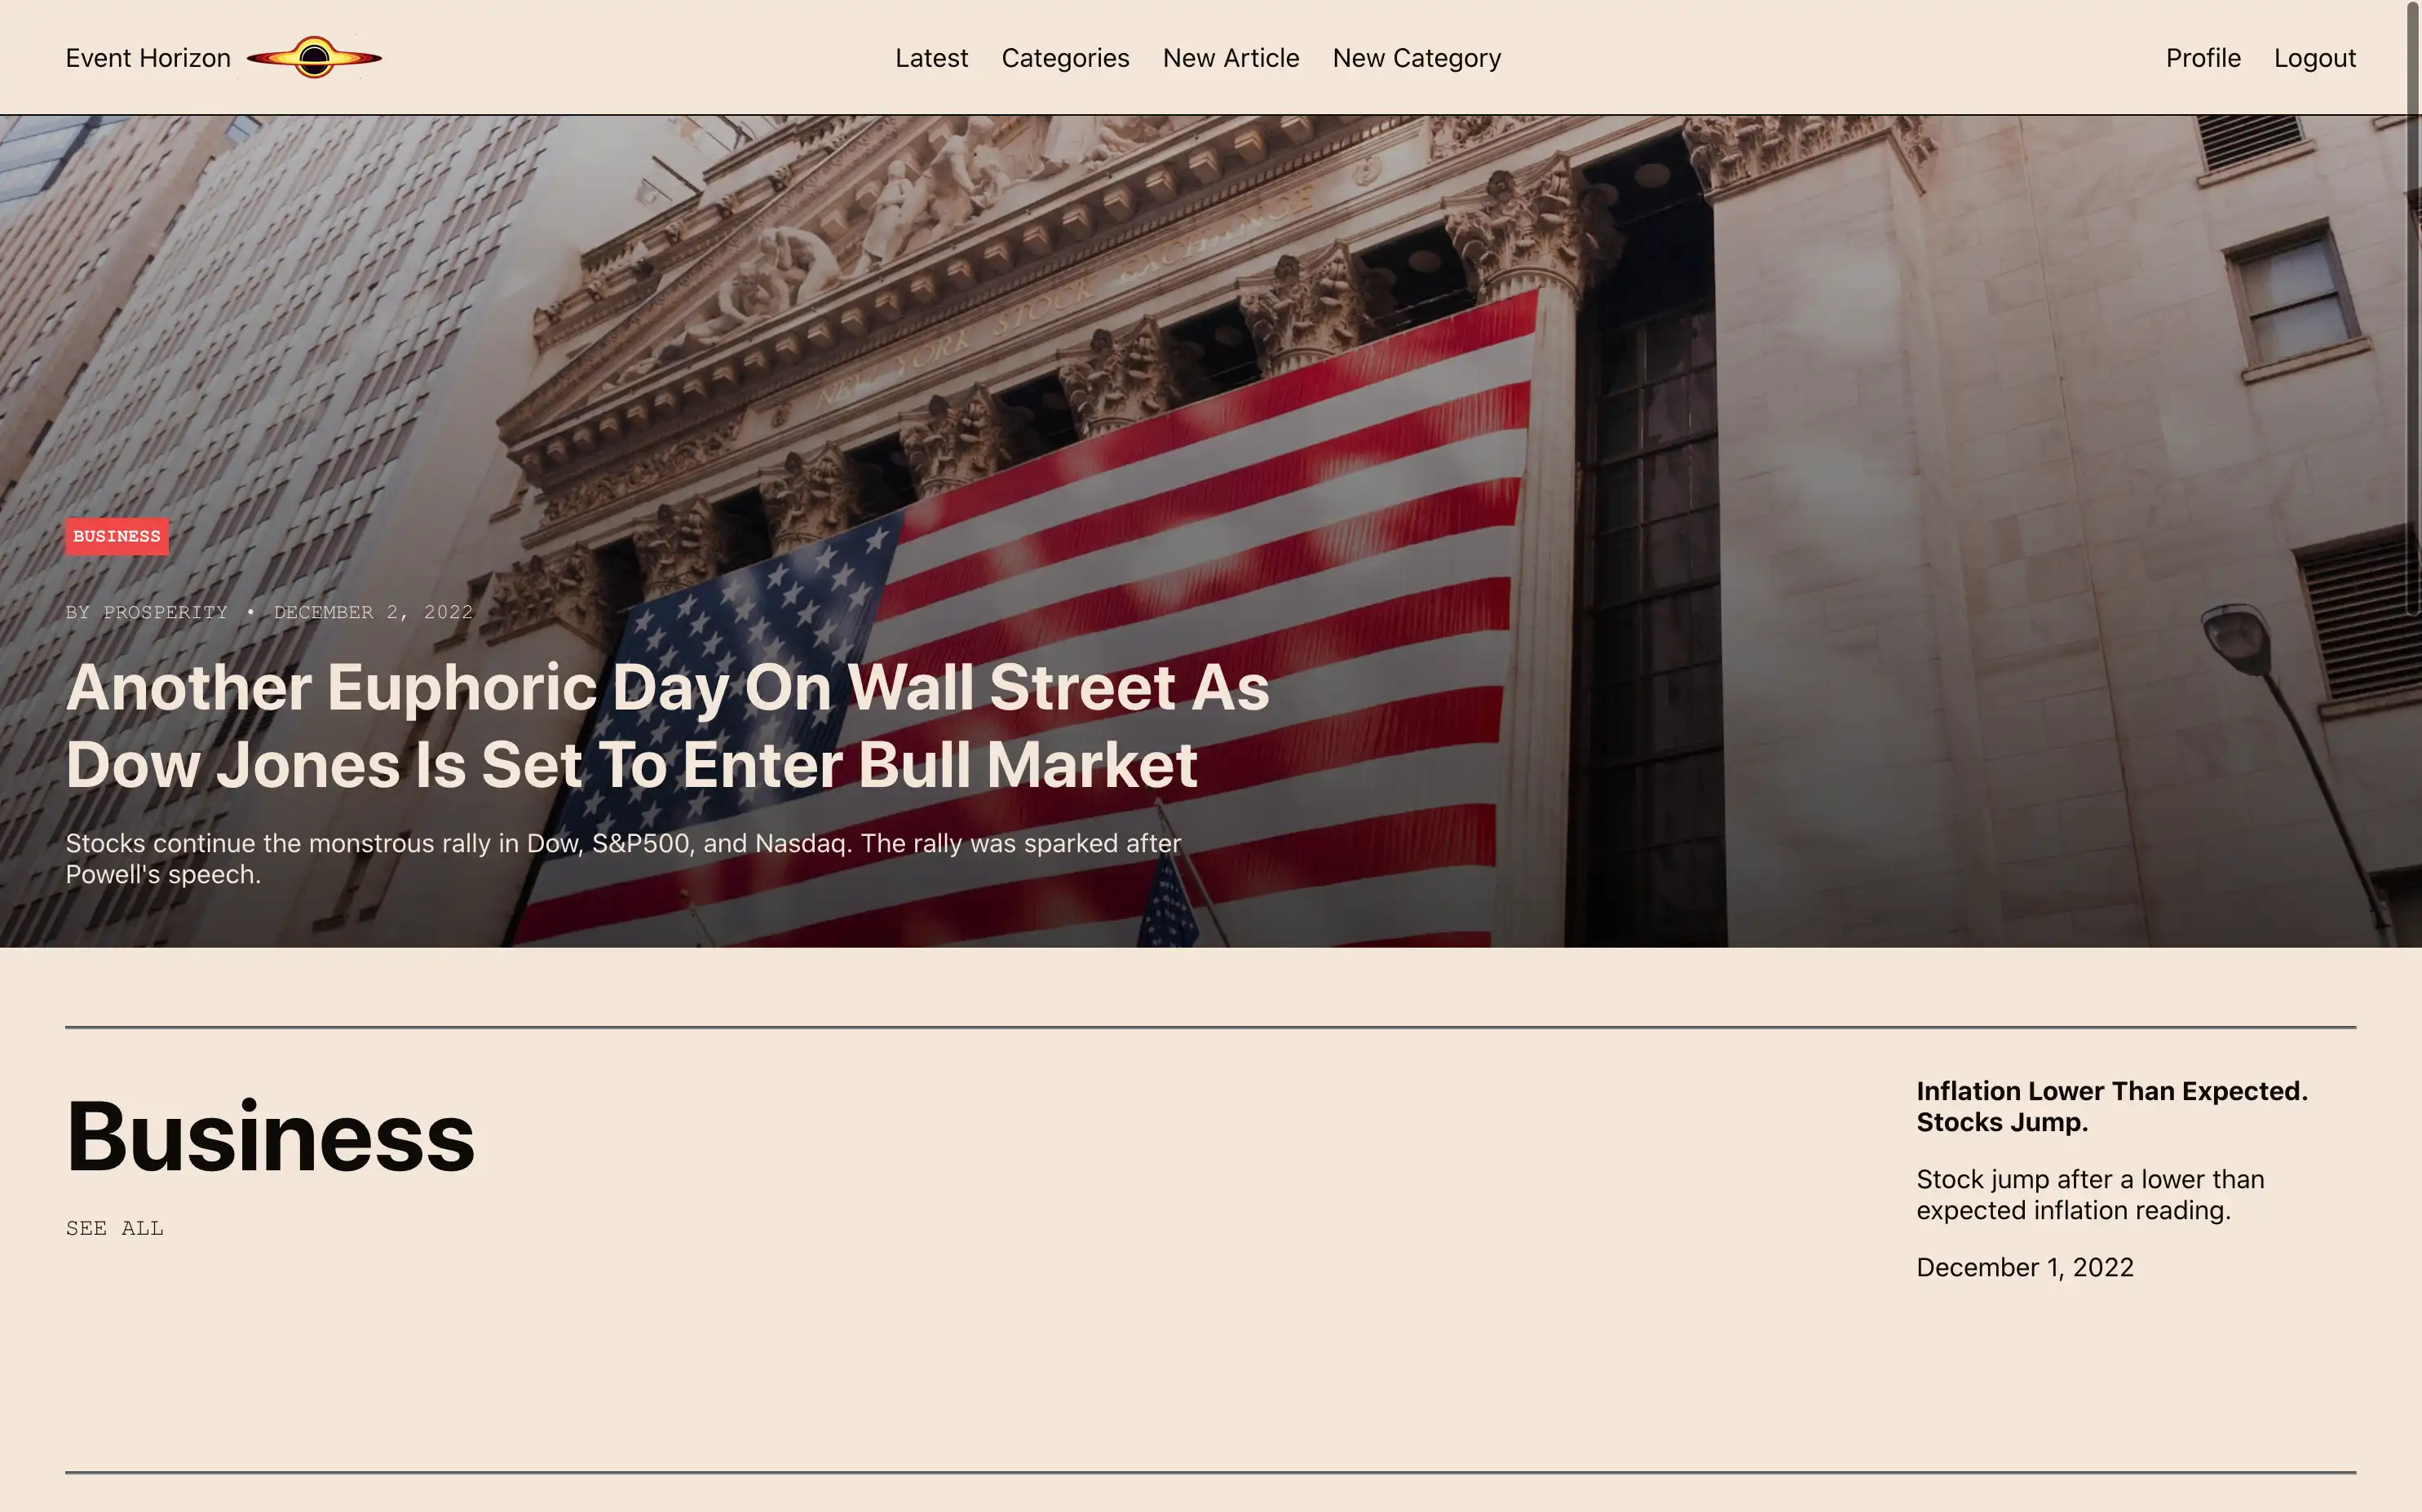 Event Horizon
Latest Categories New Article New Category
Profile Logout
NEW YORK STOCK EXCHANGE
BUSINESS
BY PROSPERITY • DECEMBER 2, 2022
Another Euphoric Day On Wall Street As
Dow Jones Is Set To Enter Bull Market
Stocks continue the monstrous rally in Dow, S&P500, and Nasdaq. The rally was sparked after
Powell's speech.
Business
SEE ALL
Inflation Lower Than Expected.
Stocks Jump.
Stock jump after a lower than
expected inflation reading.
December 1, 2022